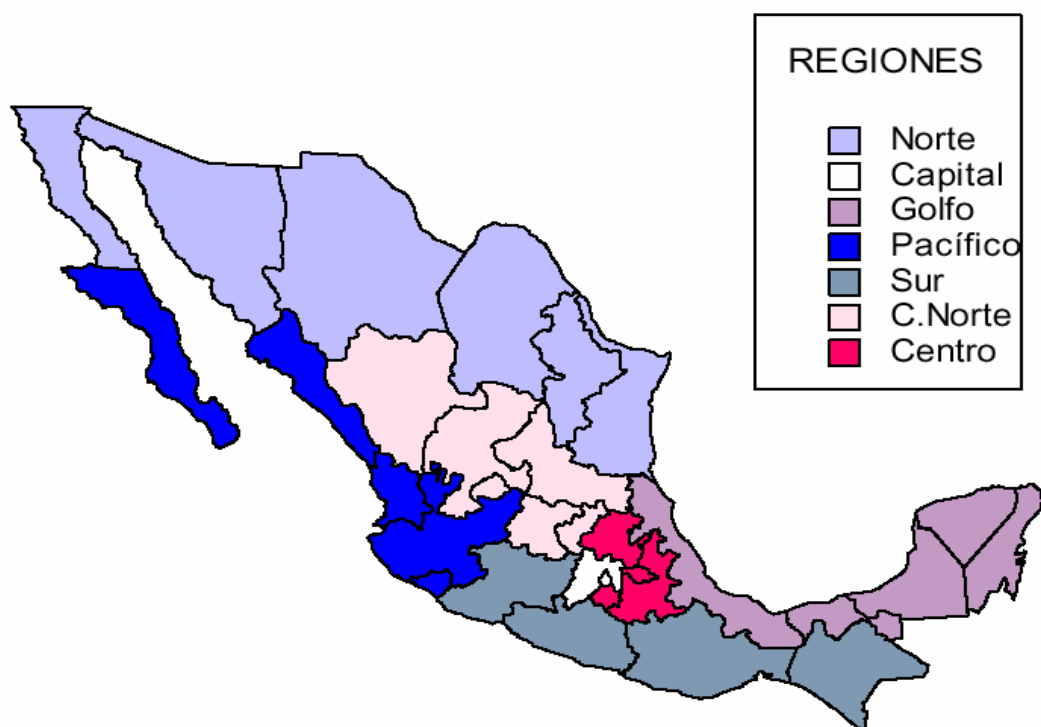 REGIONES
Norte
Capital
Golfo
Pacífico
Sur
C.Norte
Centro